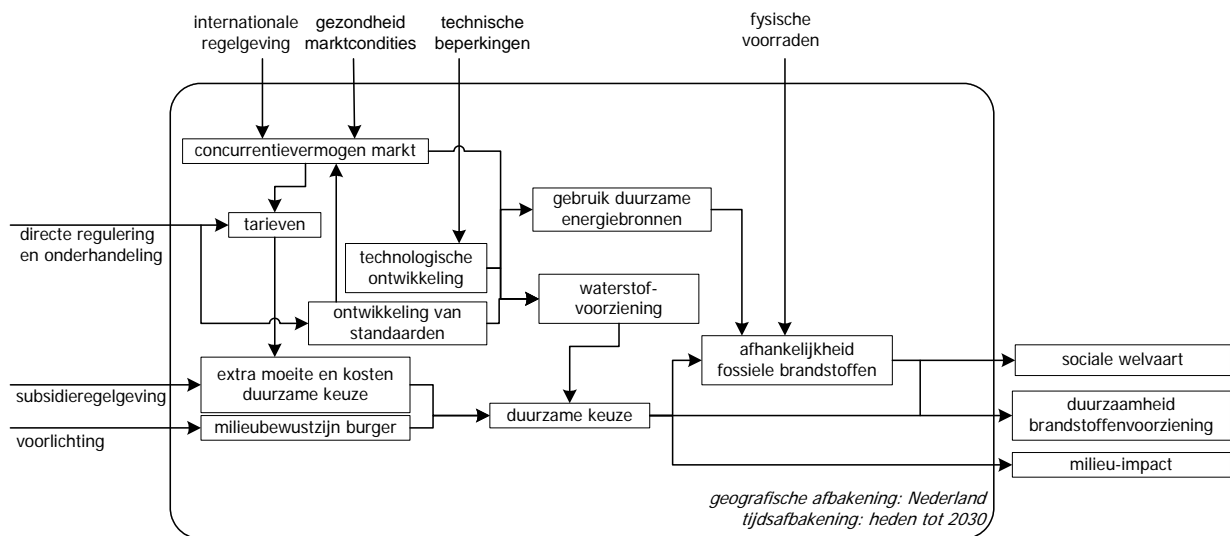 internationale
regelgeving
gezondheid
marktcondities
technische
beperkingen
fysische
voorraden
concurrentievermogen markt
tarieven
gebruik duurzame
energiebronnen
directe regulering
en onderhandeling
technologische
ontwikkeling
waterstof-
voorziening
ontwikkeling van
standaarden
afhankelijkheid
fossiele brandstoffen
sociale welvaart
extra moeite en kosten
duurzame keuze
subsidieregelgeving
duurzame keuze
duurzaamheid
brandstoffenvoorziening
milieubewustzijn burger
voorlichting
milieu-impact
geografische afbakening: Nederland
tijdsafbakening: heden tot 2030